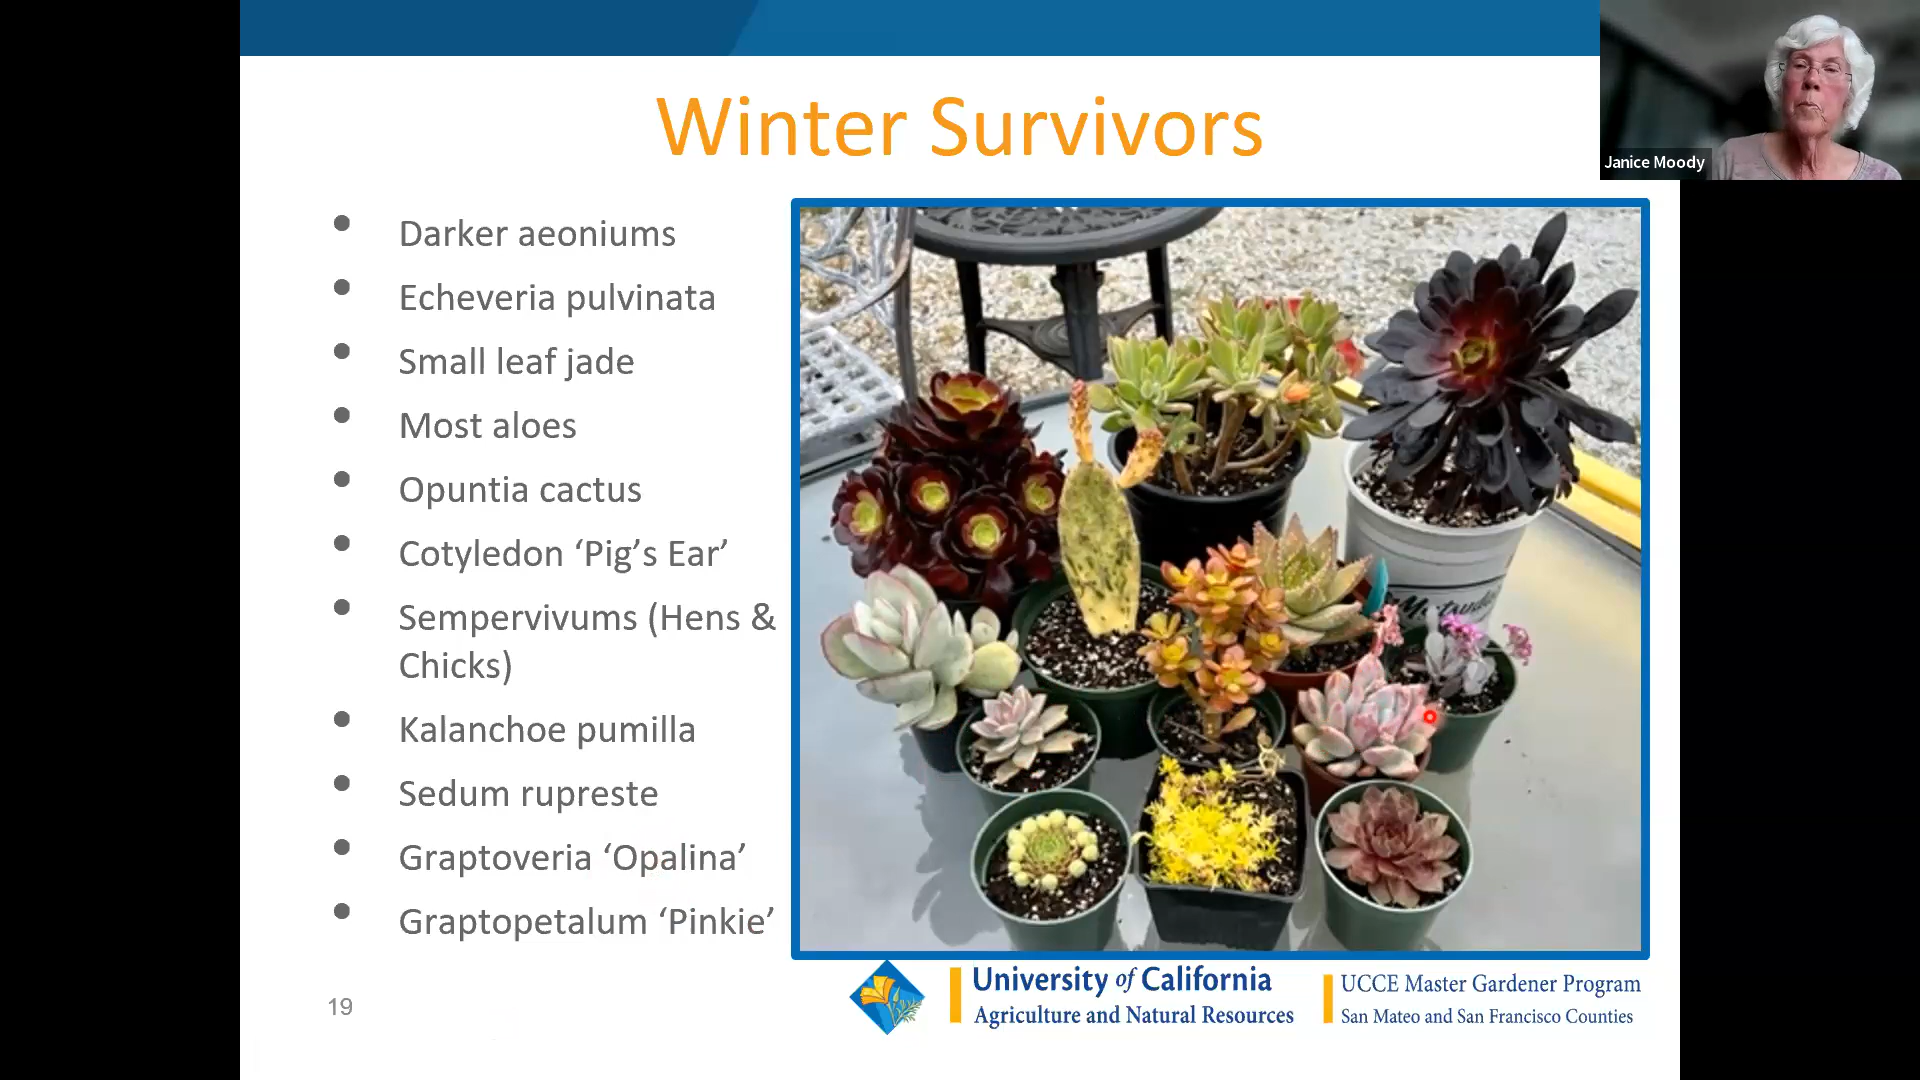 Winter Survivors
Janice Moody
• Darker aeoniums
• Echeveria pulvinata
• Small leaf jade
• Most aloes
• Opuntia cactus
• Cotyledon ‘Pig’s Ear’
• Sempervivums (Hens &
Chicks)
• Kalanchoe pumilla
• Sedum rupreste
• Graptoveria ‘Opalina’
• Graptopetalum ‘Pinkie’
19
University of California
Agriculture and Natural Resources
UCCE Master Gardener Program
San Mateo and San Francisco Counties